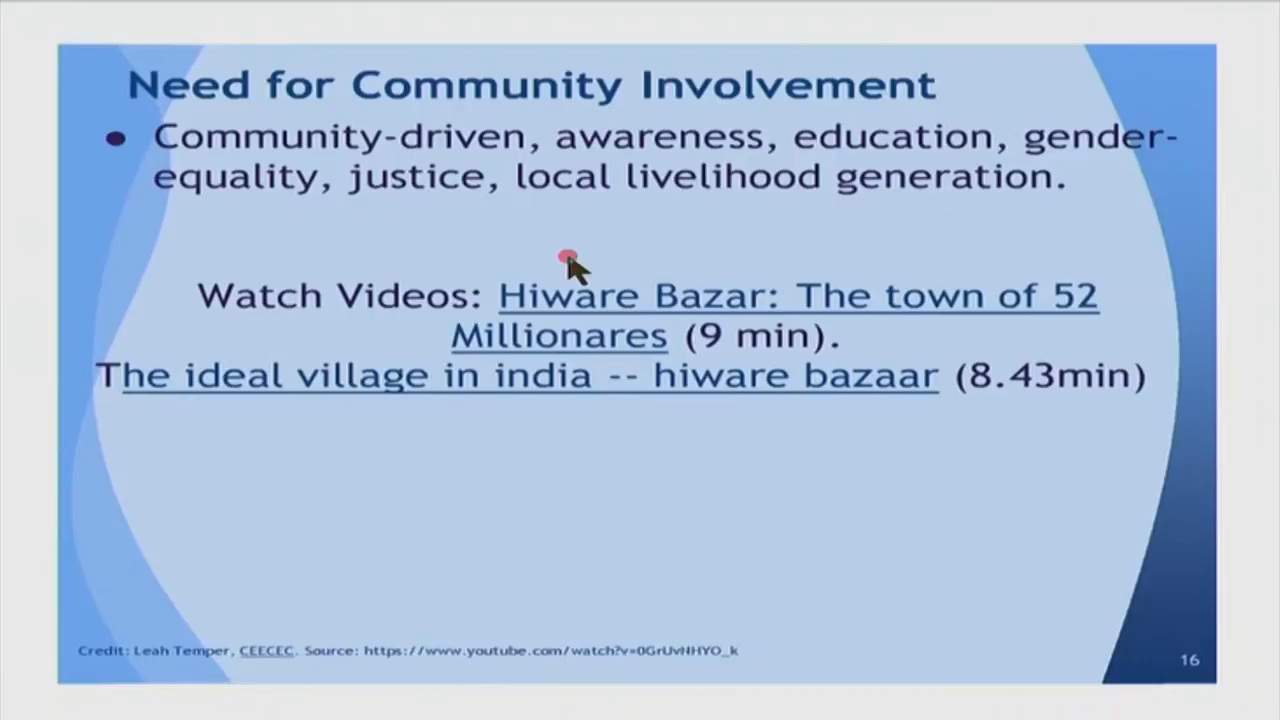 Need for Community Involvement
● Community-driven, awareness, education, gender-
equality, justice, local livelihood generation.
Watch Videos: Hiware Bazar: The town of 52
Millionares (9 min).
The ideal village in india -- hiware bazaar (8.43min)
Credit: Leah Temper, CEECEC. Source: https://www.youtube.com/watch?v=0GrUvNHYO_k
16